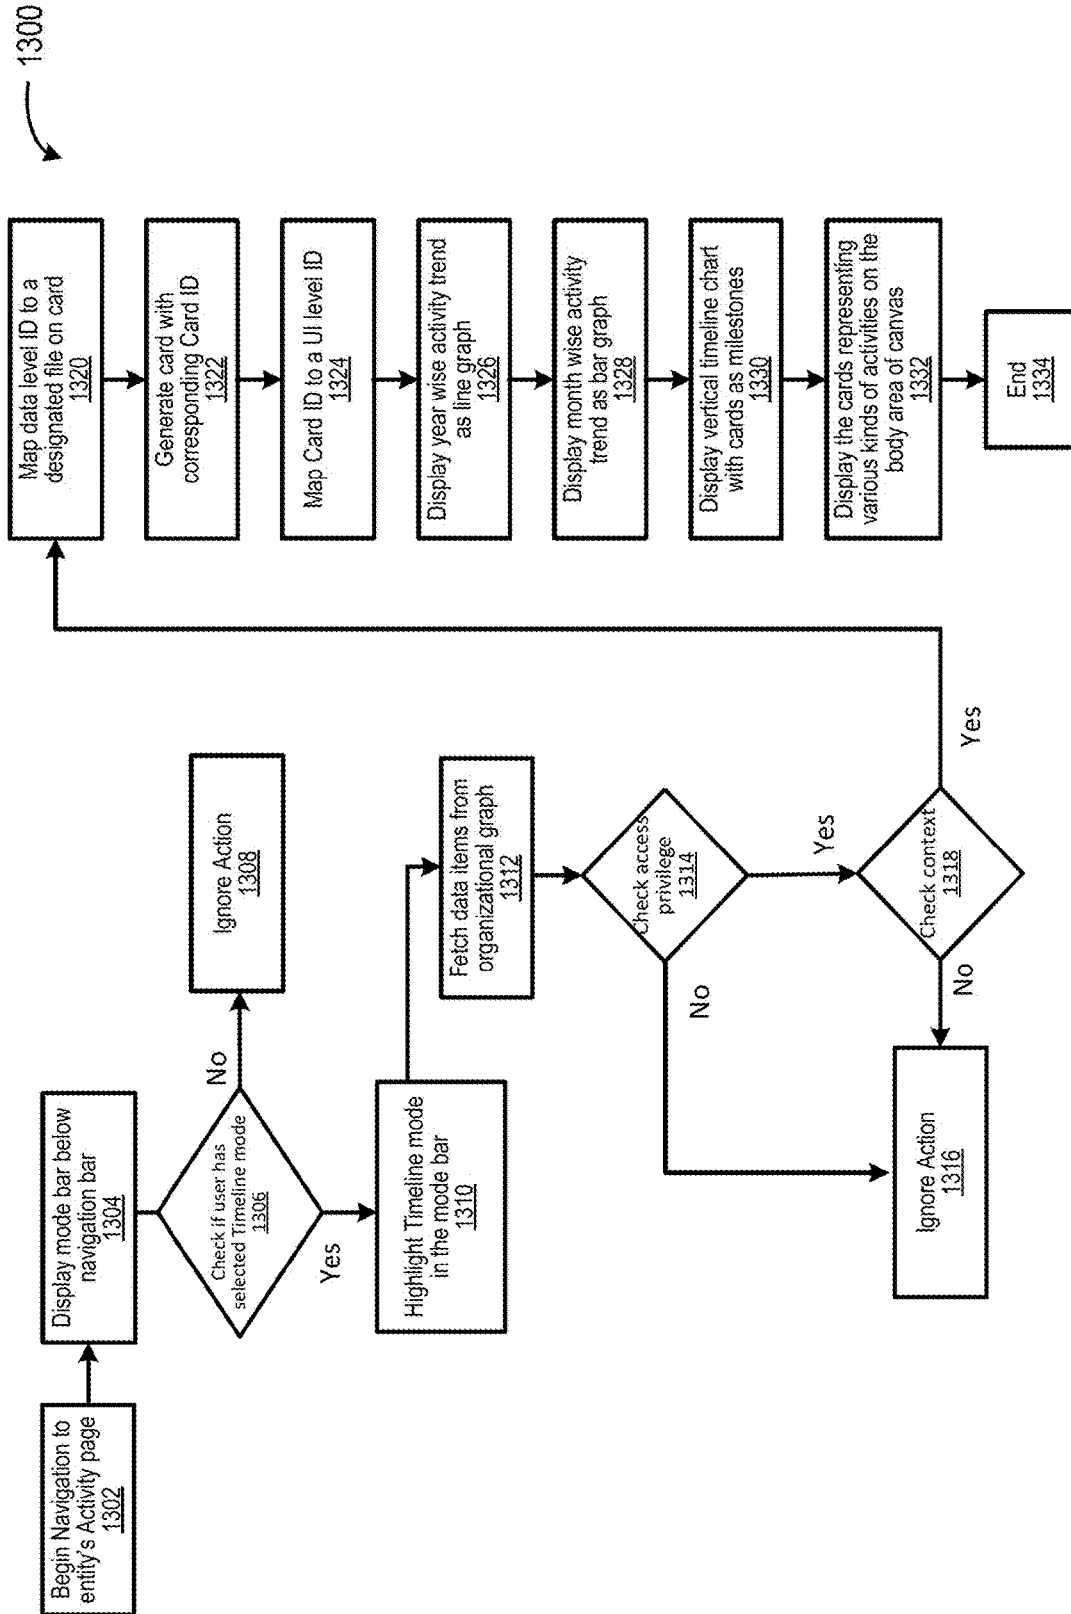 1300
Begin Navigation to
entity's Activity page
1302
Display mode bar below
navigation bar
1304
Check if user has
selected Timeline mode
1306
No
Ignore Action
1308
Yes
Highlight Timeline mode
in the mode bar
1310
Fetch data items from
organizational graph
1312
Check access
privilege
1314
No
Yes
Ignore Action
1316
No
Check context
1318
Yes
Map data level ID to a
designated file on card
1320
Generate card with
corresponding Card ID
1322
Map Card ID to a UI level ID
1324
Display year wise activity trend
as line graph
1326
Display month wise activity
trend as bar graph
1328
Display vertical timeline chart
with cards as milestones
1330
Display the cards representing
various kinds of activities on the
body area of canvas
1332
End
1334